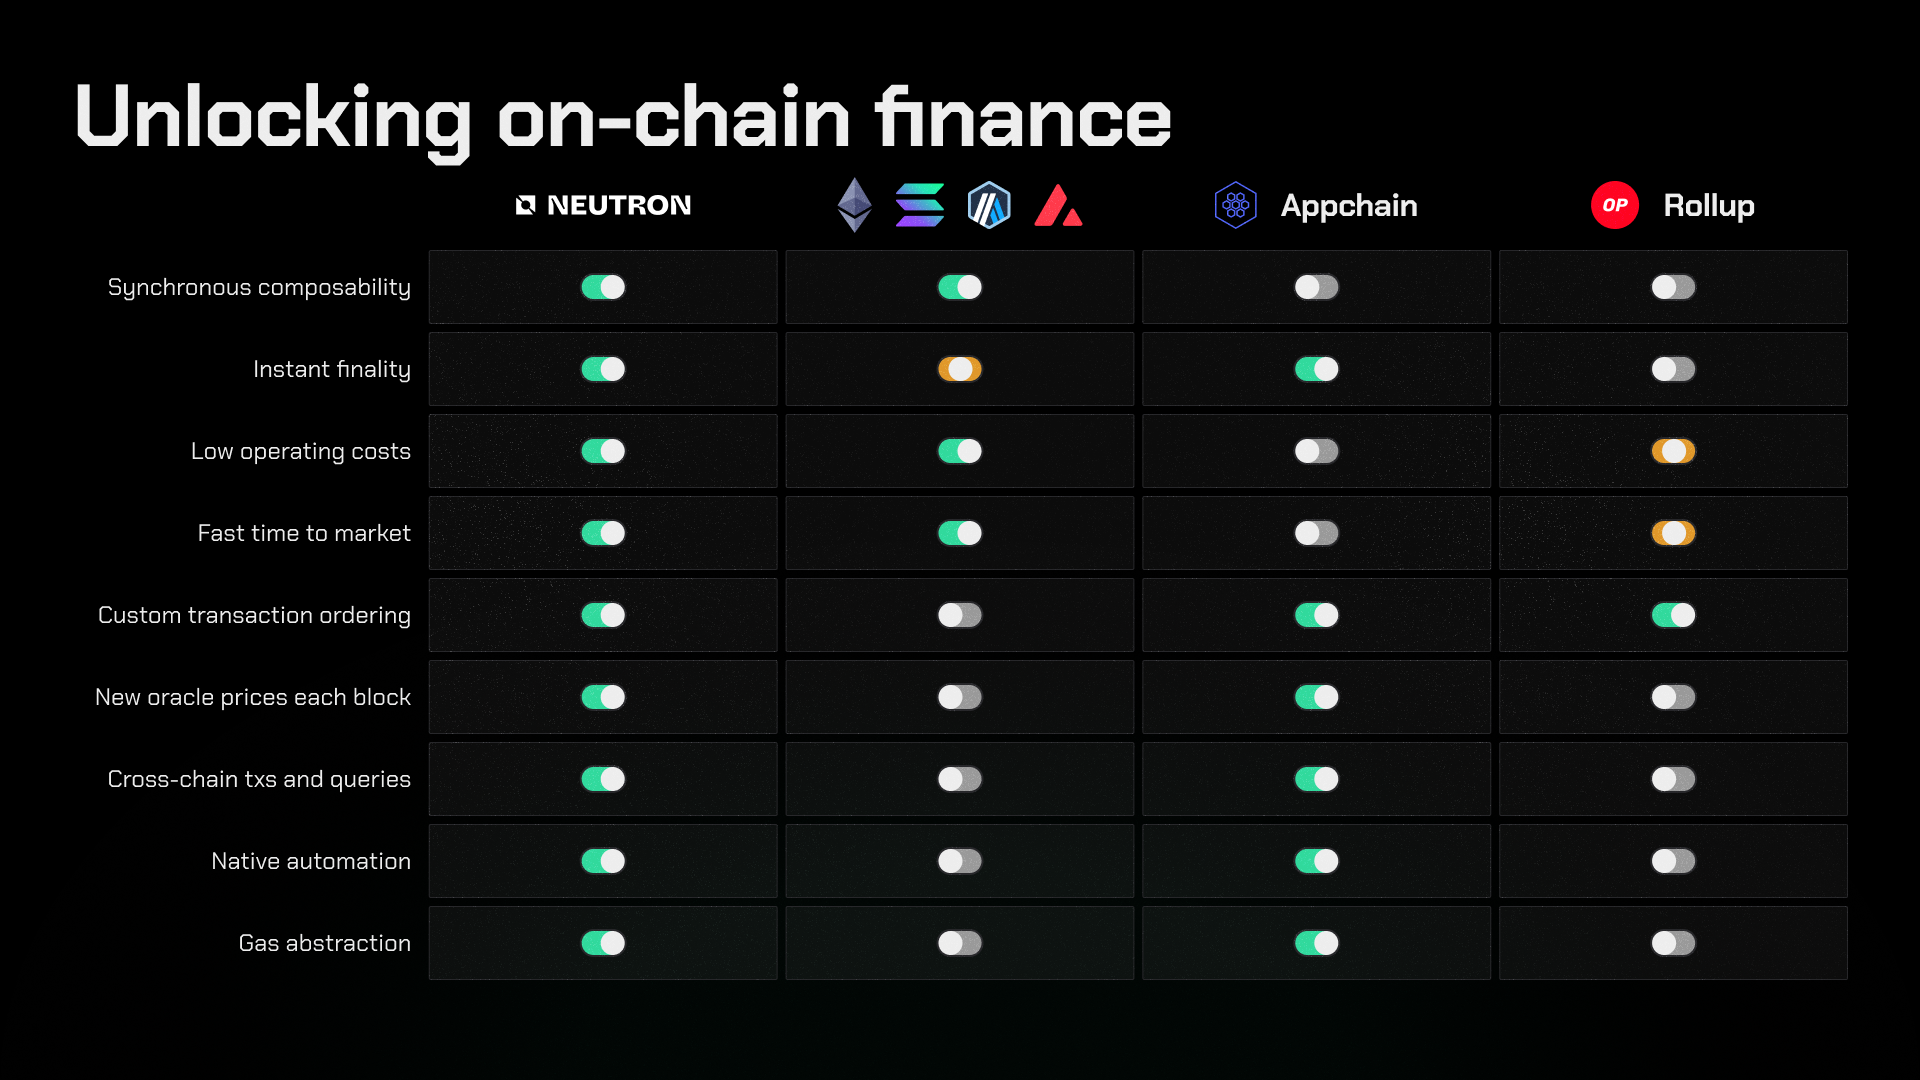 Unlocking on-chain finance
NEUTRON
Appchain
OP Rollup
Synchronous composability
Instant finality
Low operating costs
Fast time to market
Custom transaction ordering
New oracle prices each block
Cross-chain txs and queries
Native automation
Gas abstraction